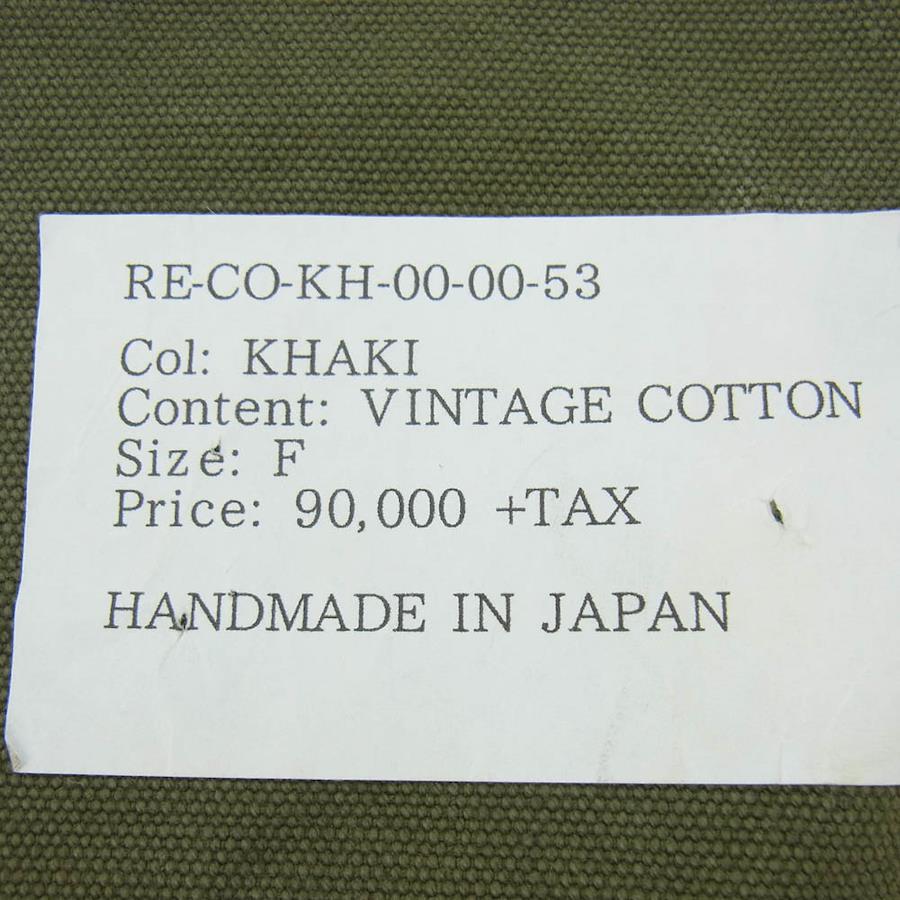 RE-CO-KH-00-00-53
Col: KHAKI
Content: VINTAGE COTTON
Size: F
Price: 90,000 +TAX
HANDMADE IN JAPAN